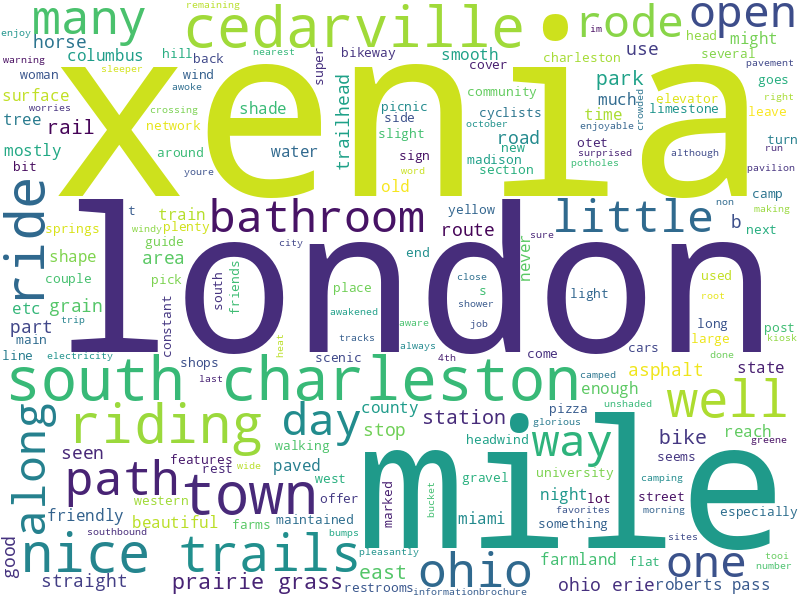 remaining
many
cedarville
rode
open
enjoy
im
head
might
warning
horse
columbus
hill
back
bikeway
smooth
charleston
use
several
woman
sleeper
wind
super
cover
park
nearest
pavement
worries
awoke
xenia
community
elevator
goes
surface
crossing
shade
picnic
cyclists
much
crowded
limestone
right
tree
network
trailhead
side
october
road
time
leave
rail
water
slight
new
enjoyable
otet
although
turn
mostly
around
sign
madison
surprised
run
bit
youre
word
section
potholes
pavilion
old
camp
ride
t
train
bathroom
yellow
little
b
non
making
springs
windy
plenty
route
never
sure
next
shape
guide
area
city
end
london
couple
pick
south
friends
place
close
s
shower
light
used
root
etc
grain
trip
constant
awakened
aware
job
long
large
post
part
main
tracks
always
cars
done
kiosk
line
electricity
shops
heat
scenic
4th
come
state
last
south charleston
camped
unshaded
asphalt
enough
well
along
riding
day
county
station
pizza
glorious
reach
greene
stop
mile
way
bike
seen
features
walking
headwind
seems
path
rest
wide
paved
west
gravel
university
camping
town
western
offer
marked
bucket
night
lot
street
morning
friendly
beautiful
farms
maintained
miami
favorites
something
sites
especially
good
southbound
bumps
nice trails
pleasantly
east
ohio
farmland
flat
one
tooi
number
straight
prairie grass
restrooms
informationbrochure
ohio erie
roberts pass